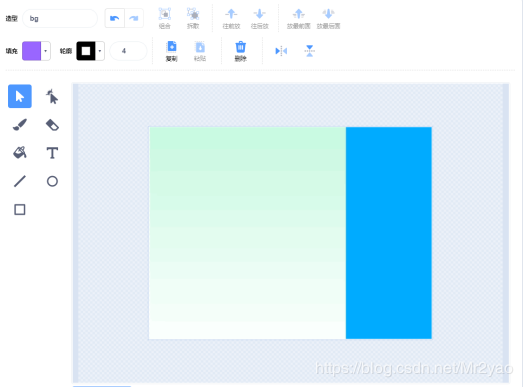 造型 bg 组合 拆散 往前放 往后放 放最前面 放最后面
填充 轮廓 4 复制 粘贴 删除
T
https://blog.csdn.net/Mr2yao